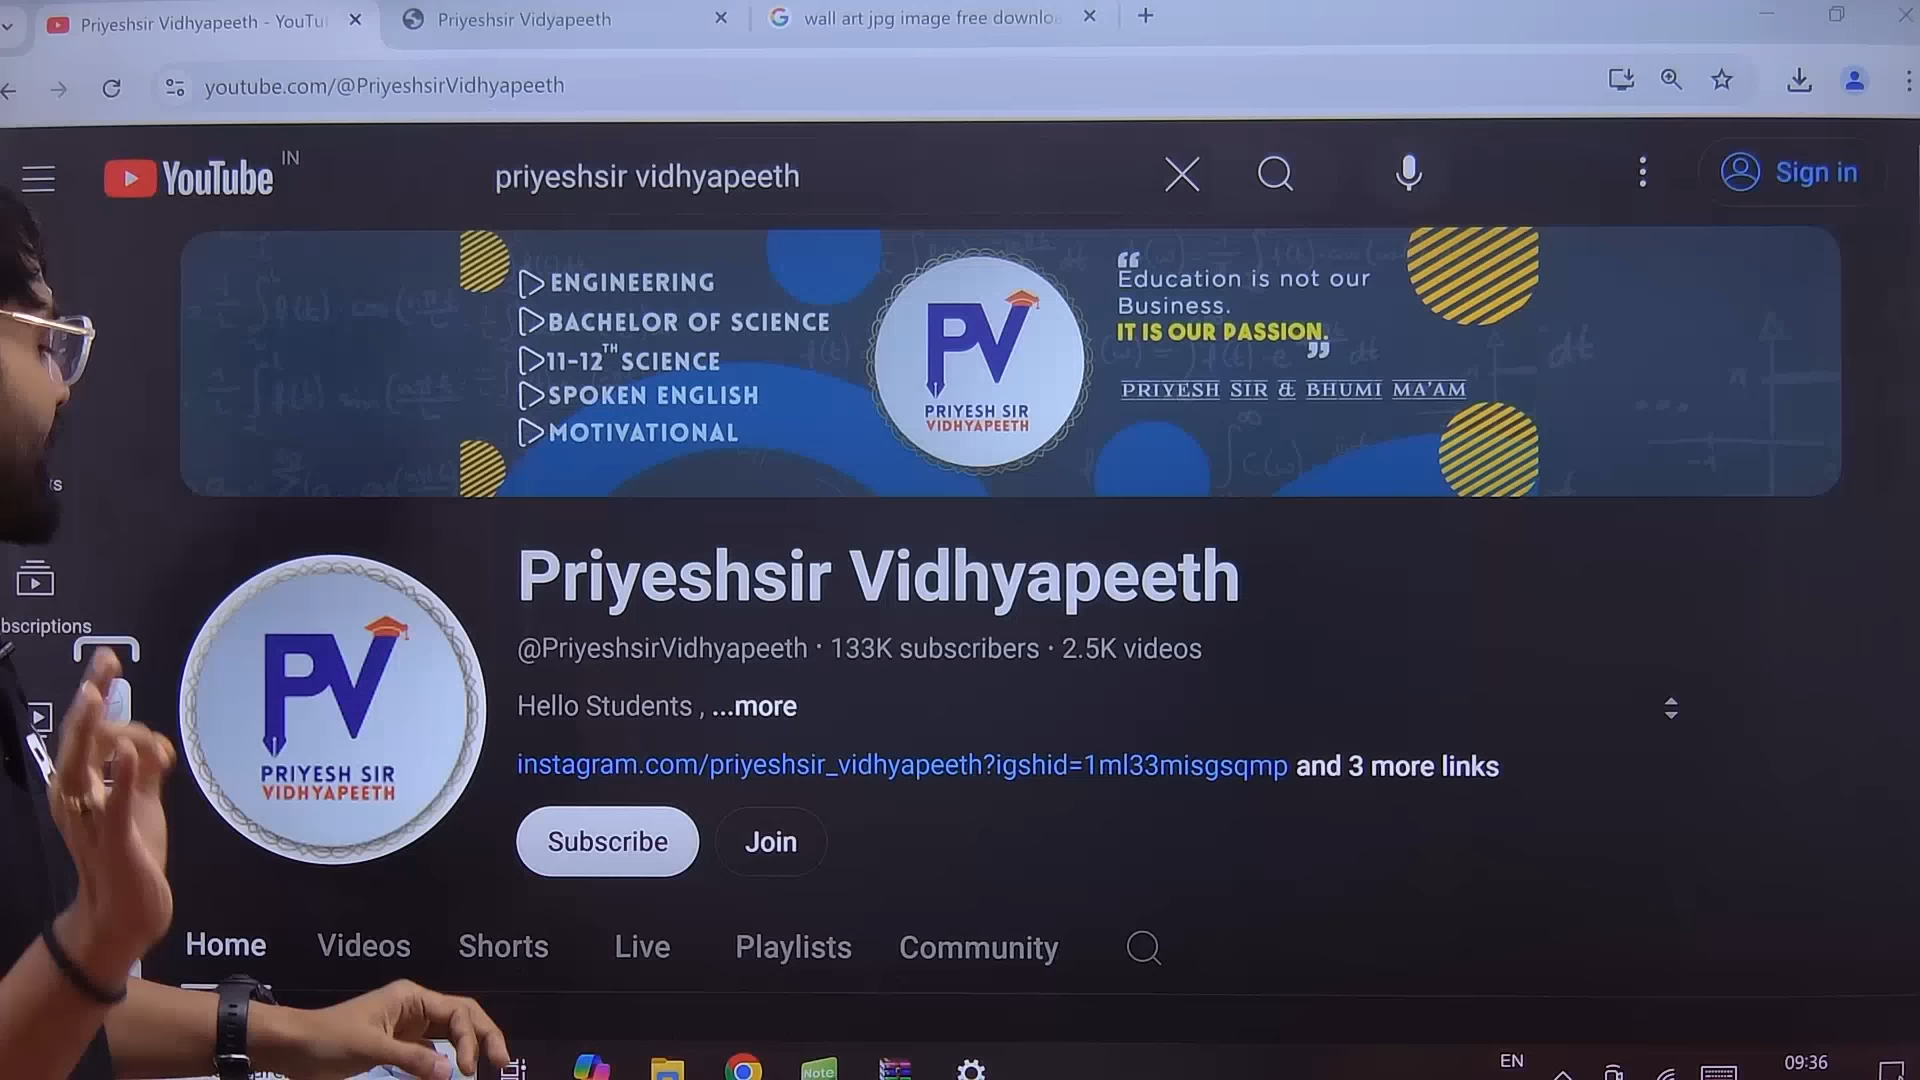 Priyeshsir Vidhyapeeth - YouTu
Priyeshsir Vidyapeeth
wall art jpg image free downlo
youtube.com/@PriyeshsirVidhyapeeth
YouTube IN
priyeshsir vidhyapeeth
Sign in
ENGINEERING
BACHELOR OF SCIENCE
11-12TH SCIENCE
SPOKEN ENGLISH
MOTIVATIONAL
PV
PRIYESH SIR
VIDHYAPEETH
“
Education is not our
Business.
IT IS OUR PASSION.
”
PRIYESH SIR & BHUMI MA'AM
Priyeshsir Vidhyapeeth
@PriyeshsirVidhyapeeth · 133K subscribers · 2.5K videos
Hello Students , ...more
instagram.com/priyeshsir_vidhyapeeth?igshid=1ml33misgsqmp and 3 more links
Subscribe
Join
PV
PRIYESH SIR
VIDHYAPEETH
bscriptions
Home Videos Shorts Live Playlists Community
Note
EN
09:36